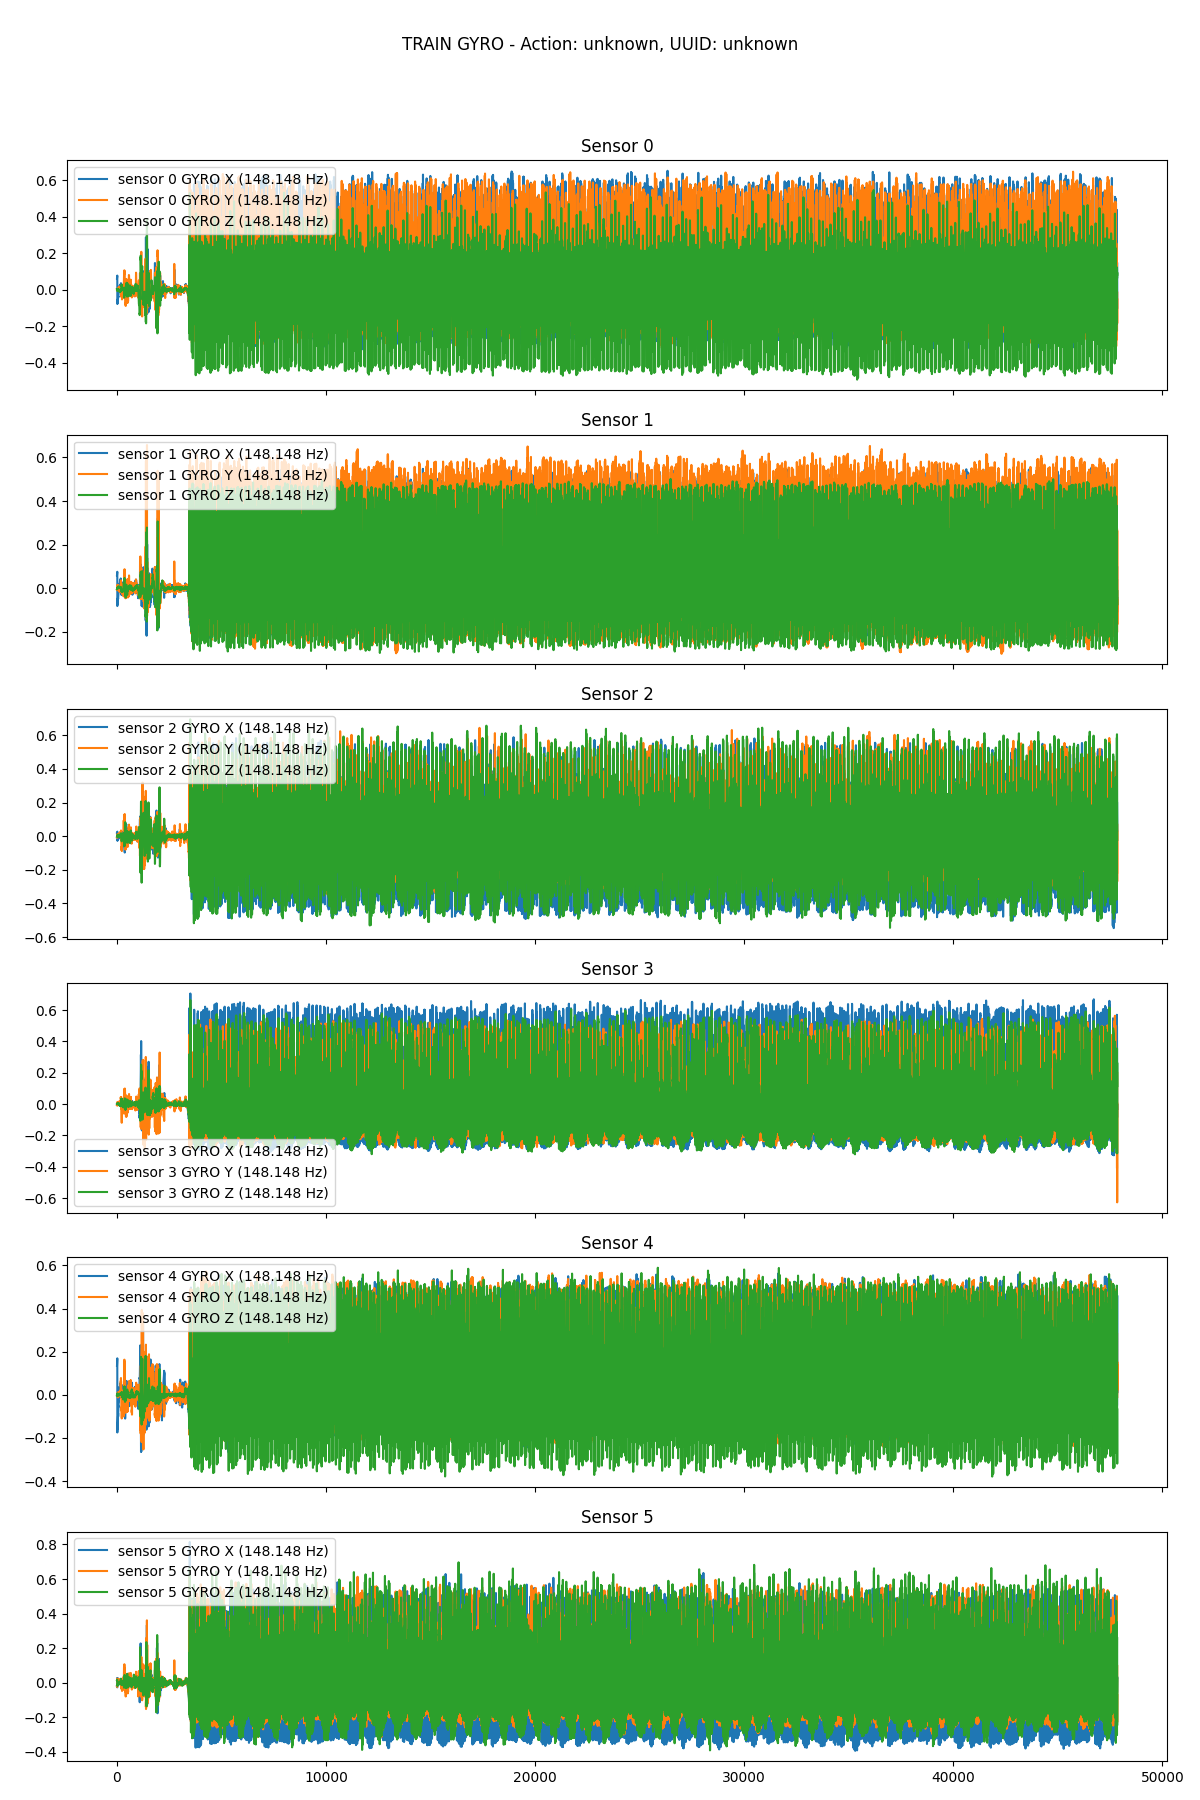 TRAIN GYRO - Action: unknown, UUID: unknown
Sensor 0
0.6
0.4
0.2
0.0
−0.2
−0.4
sensor 0 GYRO X (148.148 Hz)
sensor 0 GYRO Y (148.148 Hz)
sensor 0 GYRO Z (148.148 Hz)
Sensor 1
0.6
0.4
0.2
0.0
−0.2
sensor 1 GYRO X (148.148 Hz)
sensor 1 GYRO Y (148.148 Hz)
sensor 1 GYRO Z (148.148 Hz)
Sensor 2
0.6
0.4
0.2
0.0
−0.2
−0.4
−0.6
sensor 2 GYRO X (148.148 Hz)
sensor 2 GYRO Y (148.148 Hz)
sensor 2 GYRO Z (148.148 Hz)
Sensor 3
0.6
0.4
0.2
0.0
−0.2
−0.4
−0.6
sensor 3 GYRO X (148.148 Hz)
sensor 3 GYRO Y (148.148 Hz)
sensor 3 GYRO Z (148.148 Hz)
Sensor 4
0.6
0.4
0.2
0.0
−0.2
−0.4
sensor 4 GYRO X (148.148 Hz)
sensor 4 GYRO Y (148.148 Hz)
sensor 4 GYRO Z (148.148 Hz)
Sensor 5
0.8
0.6
0.4
0.2
0.0
−0.2
−0.4
sensor 5 GYRO X (148.148 Hz)
sensor 5 GYRO Y (148.148 Hz)
sensor 5 GYRO Z (148.148 Hz)
0 10000 20000 30000 40000 50000